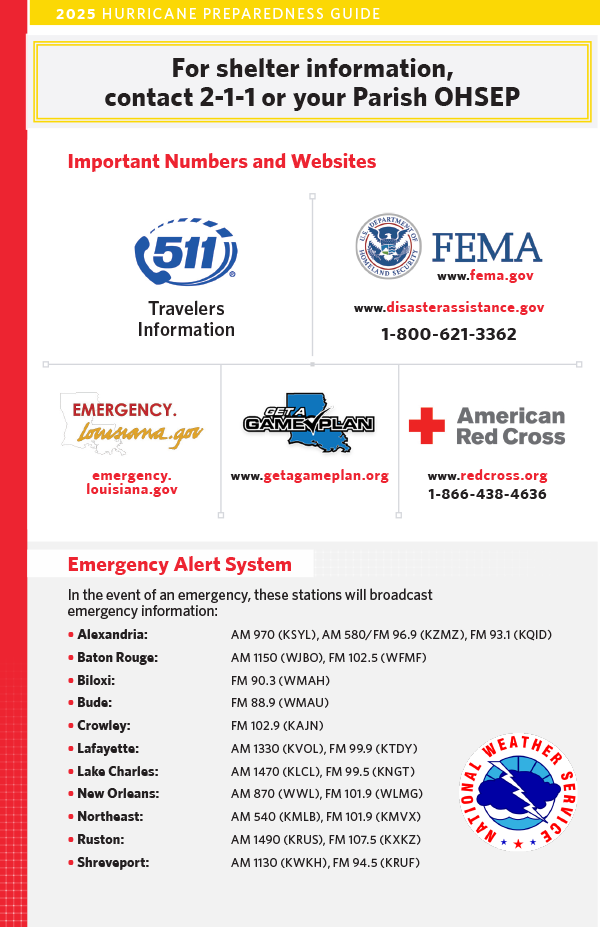 2025 HURRICANE PREPAREDNESS GUIDE
For shelter information,
contact 2-1-1 or your Parish OHSEP
Important Numbers and Websites
511
®
Travelers
Information
U.S. DEPARTMENT OF
HOMELAND SECURITY
FEMA
www.fema.gov
www.disasterassistance.gov
1-800-621-3362
EMERGENCY.
Louisiana.gov
emergency.
louisiana.gov
GET A
GAME PLAN
www.getagameplan.org
American
Red Cross
www.redcross.org
1-866-438-4636
Emergency Alert System
In the event of an emergency, these stations will broadcast
emergency information:
• Alexandria: AM 970 (KSYL), AM 580/FM 96.9 (KZMZ), FM 93.1 (KQID)
• Baton Rouge: AM 1150 (WJBO), FM 102.5 (WFMF)
• Biloxi: FM 90.3 (WMAH)
• Bude: FM 88.9 (WMAU)
• Crowley: FM 102.9 (KAJN)
• Lafayette: AM 1330 (KVOL), FM 99.9 (KTDY)
• Lake Charles: AM 1470 (KLCL), FM 99.5 (KNGT)
• New Orleans: AM 870 (WWL), FM 101.9 (WLMG)
• Northeast: AM 540 (KMLB), FM 101.9 (KMVX)
• Ruston: AM 1490 (KRUS), FM 107.5 (KXKZ)
• Shreveport: AM 1130 (KWKH), FM 94.5 (KRUF)
NATIONAL WEATHER SERVICE